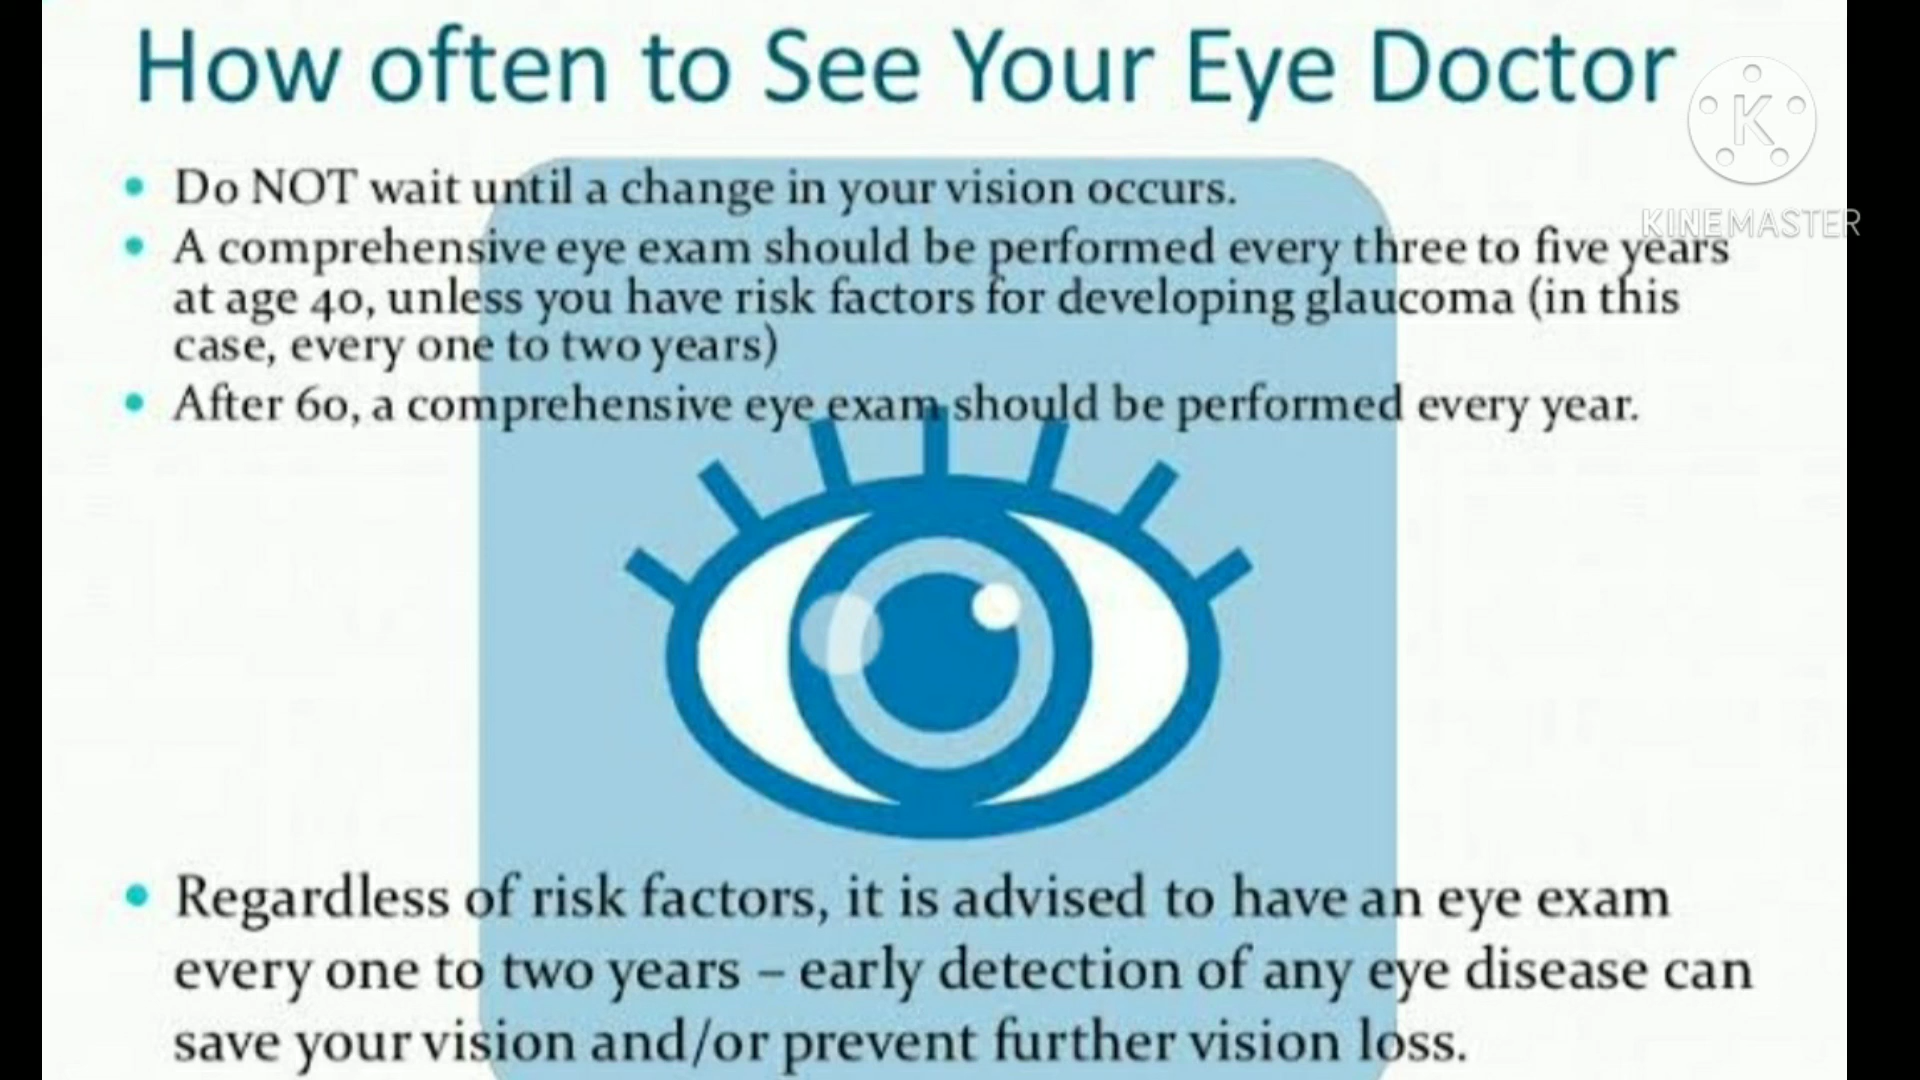 How often to See Your Eye Doctor
K
KINEMASTER
• Do NOT wait until a change in your vision occurs.
• A comprehensive eye exam should be performed every three to five years
at age 40, unless you have risk factors for developing glaucoma (in this
case, every one to two years)
• After 60, a comprehensive eye exam should be performed every year.
• Regardless of risk factors, it is advised to have an eye exam
every one to two years – early detection of any eye disease can
save your vision and/or prevent further vision loss.